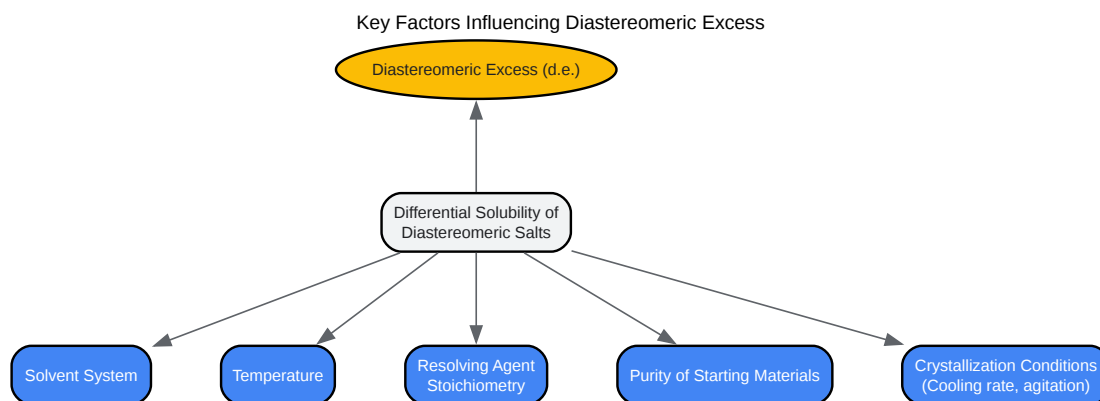 Key Factors Influencing Diastereomeric Excess
Diastereomeric Excess (d.e.)
Differential Solubility of
Diastereomeric Salts
Solvent System
Temperature
Resolving Agent
Stoichiometry
Purity of Starting Materials
Crystallization Conditions
(Cooling rate, agitation)